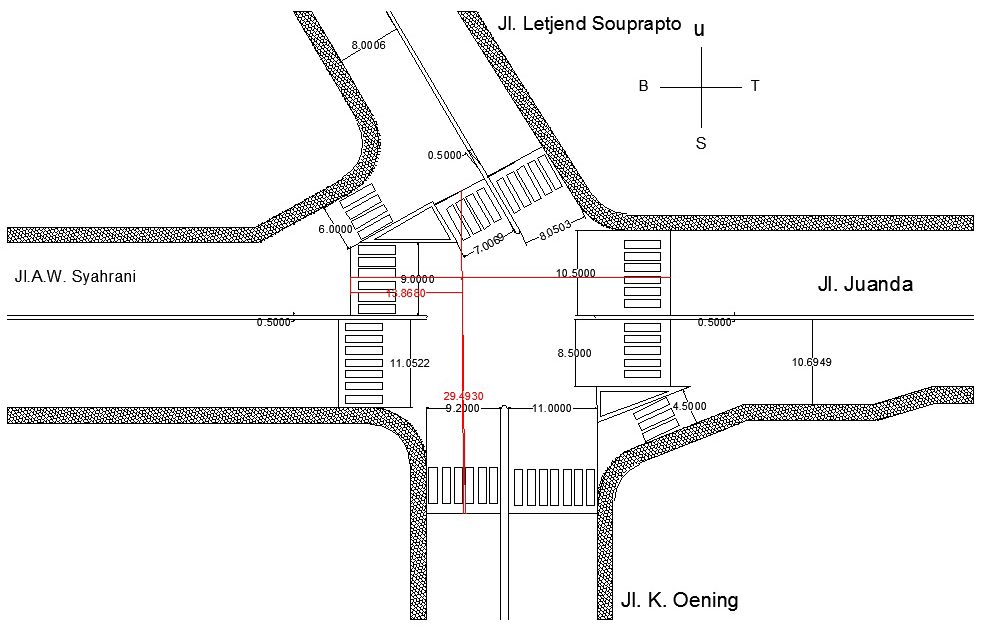 Jl. Letjend Souprapto
u
8.0006
B
T
S
0.5000
6.0000
7.0069
8.0503
Jl.A.W. Syahrani
9.0000
10.5000
Jl. Juanda
13.8680
0.5000
0.5000
11.0522
8.5000
10.6949
29.4930
9.2000
11.0000
4.5000
Jl. K. Oening